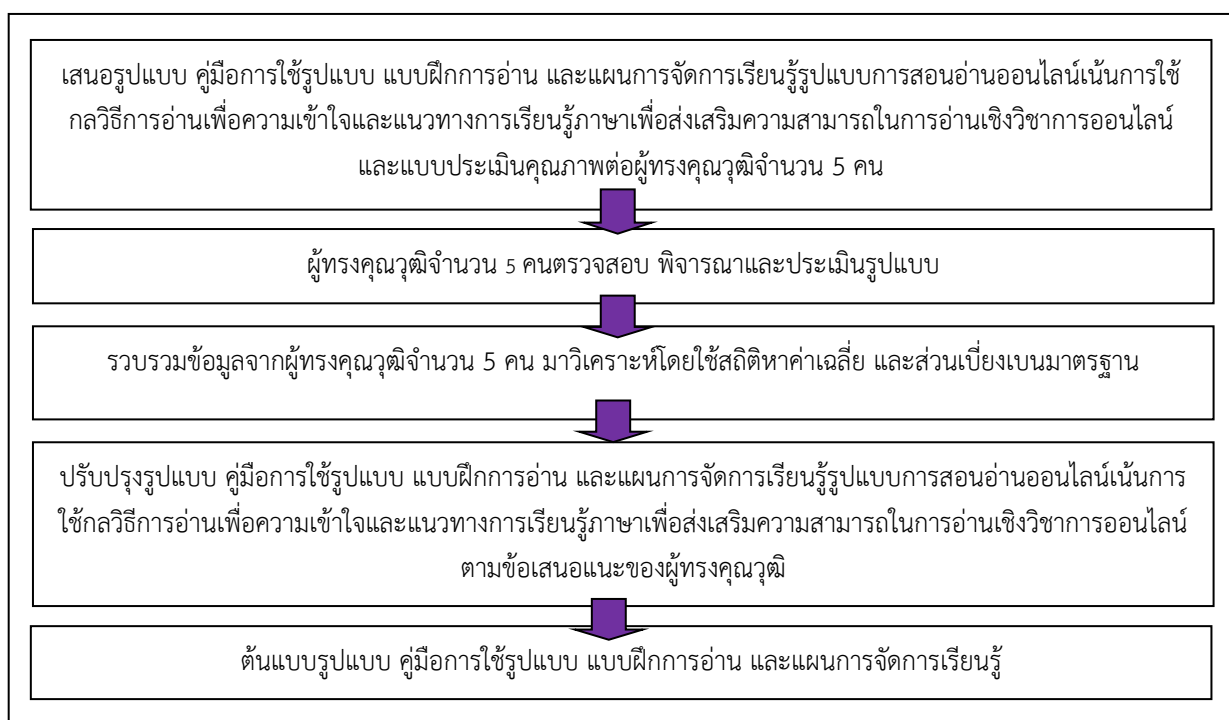 เสนอรูปแบบ คู่มือการใช้รูปแบบ แบบฝึกการอ่าน และแผนการจัดการเรียนรู้รูปแบบการสอนอ่านออนไลน์เน้นการใช้
กลวิธีการอ่านเพื่อความเข้าใจและแนวทางการเรียนรู้ภาษาเพื่อส่งเสริมความสามารถในการอ่านเชิงวิชาการออนไลน์
และแบบประเมินคุณภาพต่อผู้ทรงคุณวุฒิจำนวน 5 คน
ผู้ทรงคุณวุฒิจำนวน 5 คนตรวจสอบ พิจารณาและประเมินรูปแบบ
รวบรวมข้อมูลจากผู้ทรงคุณวุฒิจำนวน 5 คน มาวิเคราะห์โดยใช้สถิติหาค่าเฉลี่ย และส่วนเบี่ยงเบนมาตรฐาน
ปรับปรุงรูปแบบ คู่มือการใช้รูปแบบ แบบฝึกการอ่าน และแผนการจัดการเรียนรู้รูปแบบการสอนอ่านออนไลน์เน้นการ
ใช้กลวิธีการอ่านเพื่อความเข้าใจและแนวทางการเรียนรู้ภาษาเพื่อส่งเสริมความสามารถในการอ่านเชิงวิชาการออนไลน์
ตามข้อเสนอแนะของผู้ทรงคุณวุฒิ
ต้นแบบรูปแบบ คู่มือการใช้รูปแบบ แบบฝึกการอ่าน และแผนการจัดการเรียนรู้